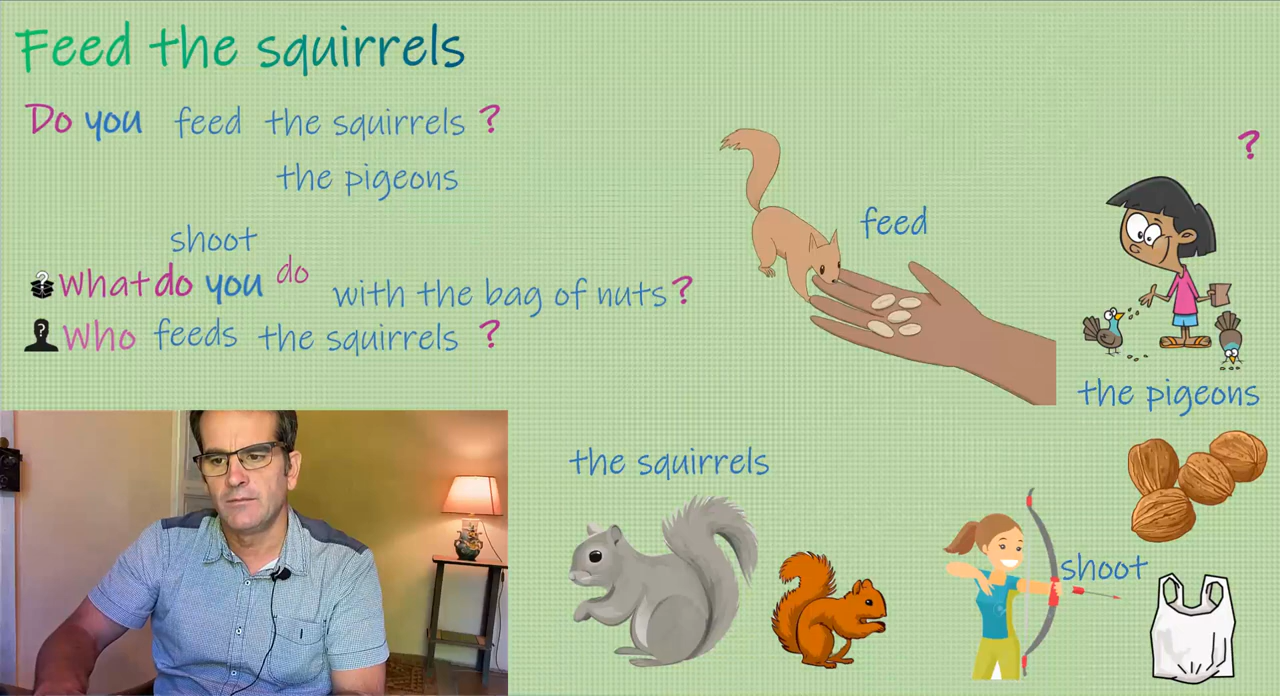 Feed the squirrels
Do you feed the squirrels ?
the pigeons
shoot
What do you do with the bag of nuts ?
Who feeds the squirrels ?
feed
?
the pigeons
the squirrels
shoot